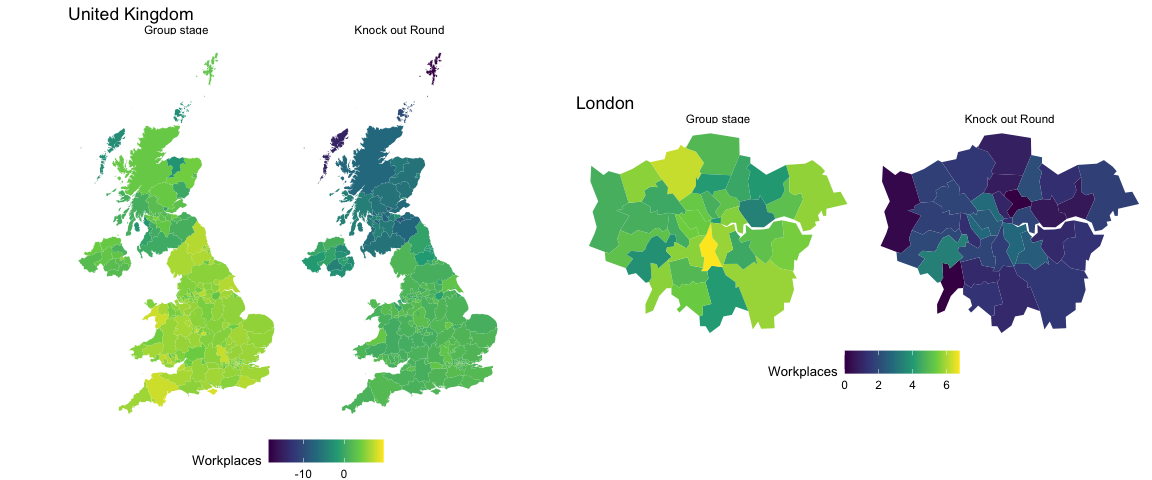 United Kingdom
Group stage
Knock out Round
Workplaces
-10
0
London
Group stage
Knock out Round
Workplaces
0
2
4
6